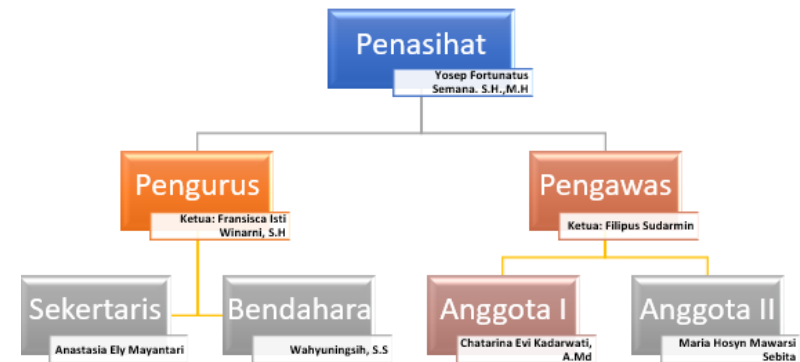 Penasihat
Yosep Fortunatus
Semana. S.H.,M.H
Pengurus
Ketua: Fransisca Isti
Winarni, S.H
Pengawas
Ketua: Filipus Sudarmin
Sekertaris
Anastasia Ely Mayantari
Bendahara
Wahyuningsih, S.S
Anggota I
Chatarina Evi Kadarwati,
A.Md
Anggota II
Maria Hosyn Mawarsi
Sebita